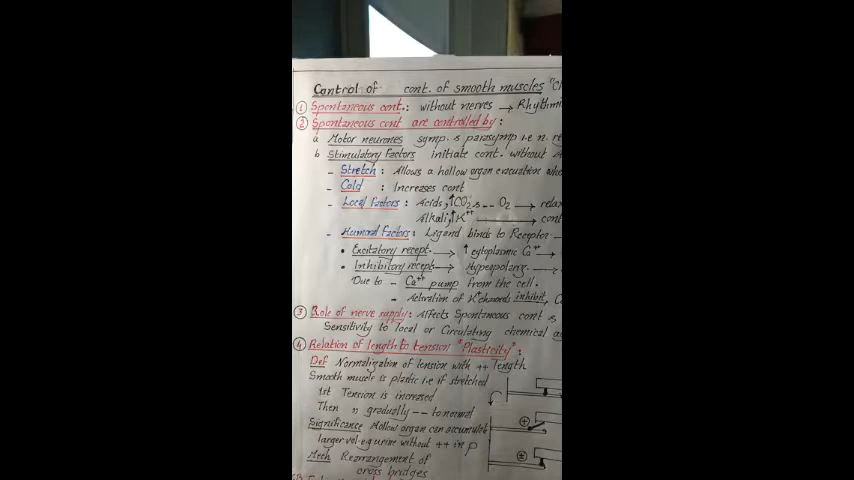 Control of cont. of smooth muscles
① Spontaneous cont.: without nerves → Rhythmi
② Spontaneous cont are controlled by:
a Motor neurones symp. & parasymp i.e n. re
b Stimulatory Factors initiate cont. without
- Stretch: Allows a hollow organ evacuation whe
- Cold : Increases cont
- Local Factors : Acids, ↑CO2 & -- O2 → relax
Alkali, ↑K++ → cont
- Humoral Factors: Ligand binds to Receptor
• Excitatory recept. → ↑ cytoplasmic Ca++ →
• Inhibitory recept → Hyperpolariz. →
Due to - Ca++ pump from the cell.
- Activation of K+ channels inhibit,
③ Role of nerve supply: Affects Spontaneous cont &
Sensitivity to local or Circulating chemical
④ Relation of length to tension "Plasticity":
Def Normalization of tension with ++ length
Smooth muscle is plastic i.e if stretched
1st Tension is increased
Then ,, gradually -- to normal
Significance Hollow organ can accumulate
larger vol e.g urine without ++ in P
Mech Rearrangement of
cross bridges